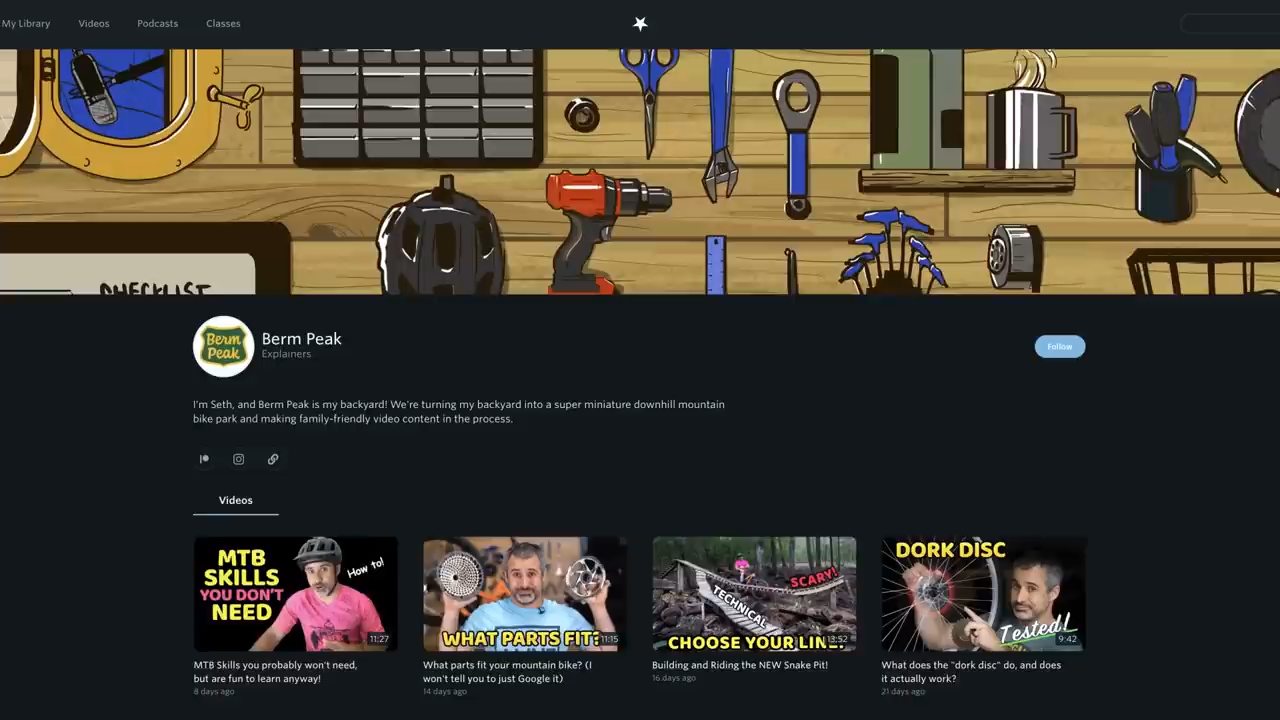 My Library
Videos
Podcasts
Classes
CHECKLIST
Berm
Peak
Berm Peak
Explainers
Follow
I'm Seth, and Berm Peak is my backyard! We're turning my backyard into a super miniature downhill mountain
bike park and making family-friendly video content in the process.
Videos
MTB
SKILLS
YOU DON'T
NEED
How to!
11:27
WHAT PARTS FIT?
11:15
SCARY!
TECHNICAL
CHOOSE YOUR LINE!
13:52
DORK DISC
Tested!
9:42
MTB Skills you probably won't need,
but are fun to learn anyway!
8 days ago
What parts fit your mountain bike? (I
won't tell you to just Google it)
14 days ago
Building and Riding the NEW Snake Pit!
16 days ago
What does the "dork disc" do, and does
it actually work?
21 days ago